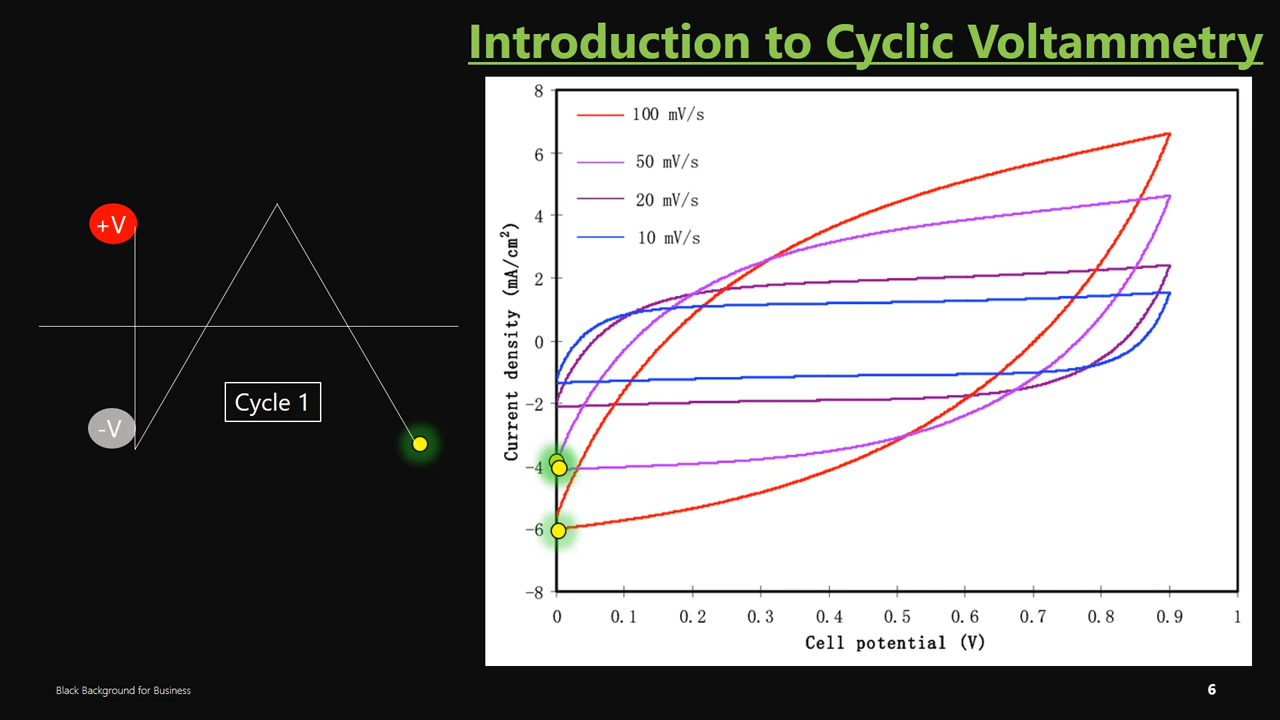 Introduction to Cyclic Voltammetry
+V
-V
Cycle 1
100 mV/s
50 mV/s
20 mV/s
10 mV/s
Current density (mA/cm²)
8
6
4
2
0
-2
-4
-6
-8
0 0.1 0.2 0.3 0.4 0.5 0.6 0.7 0.8 0.9 1
Cell potential (V)
Black Background for Business
6